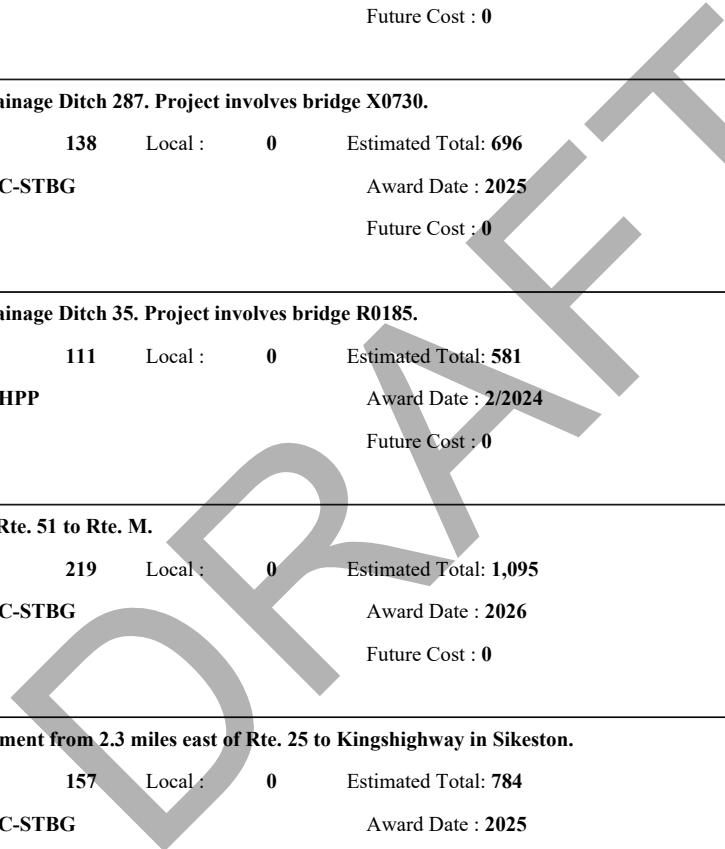 Future Cost : 0
ainage Ditch 287. Project involves bridge X0730.
138 Local : 0 Estimated Total: 696
C-STBG Award Date : 2025
Future Cost : 0
ainage Ditch 35. Project involves bridge R0185.
111 Local : 0 Estimated Total: 581
HPP Award Date : 2/2024
Future Cost : 0
Rte. 51 to Rte. M.
219 Local : 0 Estimated Total: 1,095
C-STBG Award Date : 2026
Future Cost : 0
ment from 2.3 miles east of Rte. 25 to Kingshighway in Sikeston.
157 Local : 0 Estimated Total: 784
C-STBG Award Date : 2025
DRAFT